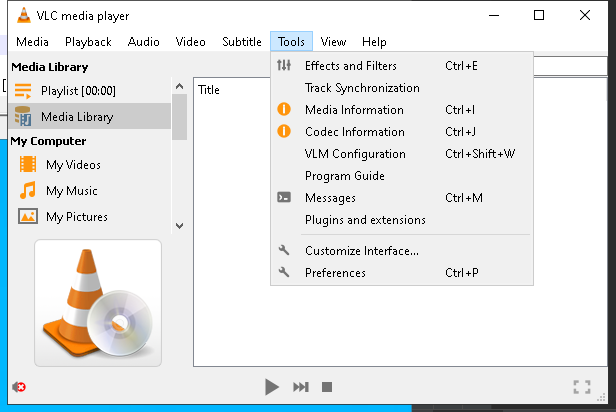 VLC media player
Media Playback Audio Video Subtitle Tools View Help
Media Library
Playlist [00:00]
Media Library
My Computer
My Videos
My Music
My Pictures
Title
Effects and Filters Ctrl+E
Track Synchronization
Media Information Ctrl+I
Codec Information Ctrl+J
VLM Configuration Ctrl+Shift+W
Program Guide
Messages Ctrl+M
Plugins and extensions
Customize Interface...
Preferences Ctrl+P